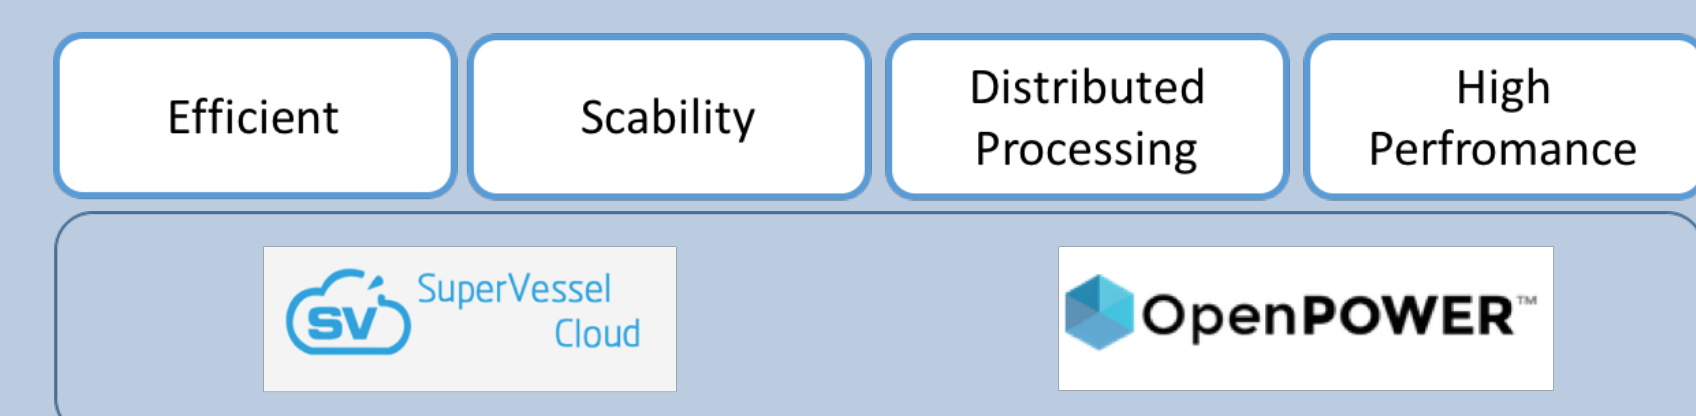 Efficient
Scability
Distributed
Processing
High
Perfromance
SV
SuperVessel
Cloud
OpenPOWER™